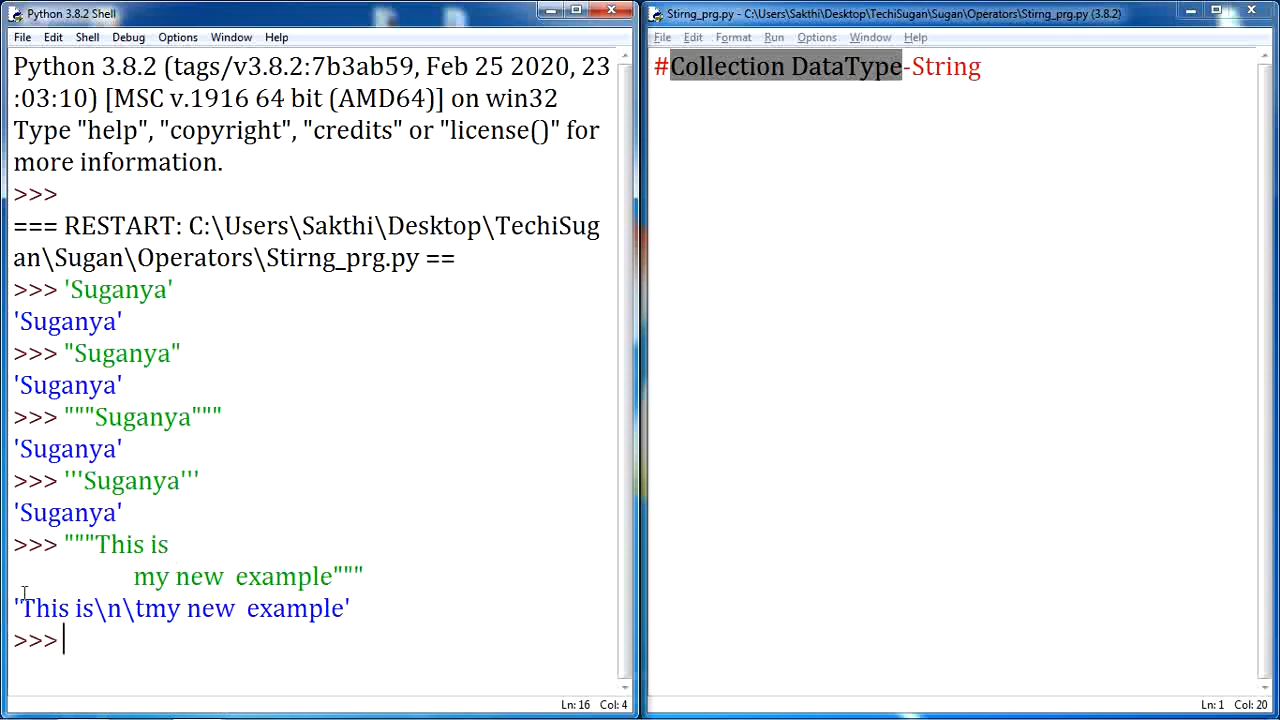 Python 3.8.2 Shell
File Edit Shell Debug Options Window Help
Python 3.8.2 (tags/v3.8.2:7b3ab59, Feb 25 2020, 23
:03:10) [MSC v.1916 64 bit (AMD64)] on win32
Type "help", "copyright", "credits" or "license()" for
more information.
>>>
=== RESTART: C:\Users\Sakthi\Desktop\TechiSug
an\Sugan\Operators\Stirng_prg.py ==
>>> 'Suganya'
'Suganya'
>>> "Suganya"
'Suganya'
>>> """Suganya"""
'Suganya'
>>> '''Suganya'''
'Suganya'
>>> """This is
my new  example"""
'This is\n\tmy new  example'
>>>
Ln: 16 Col: 4
Stirng_prg.py - C:\Users\Sakthi\Desktop\TechiSugan\Sugan\Operators\Stirng_prg.py (3.8.2)
File Edit Format Run Options Window Help
#Collection DataType-String
Ln: 1 Col: 20